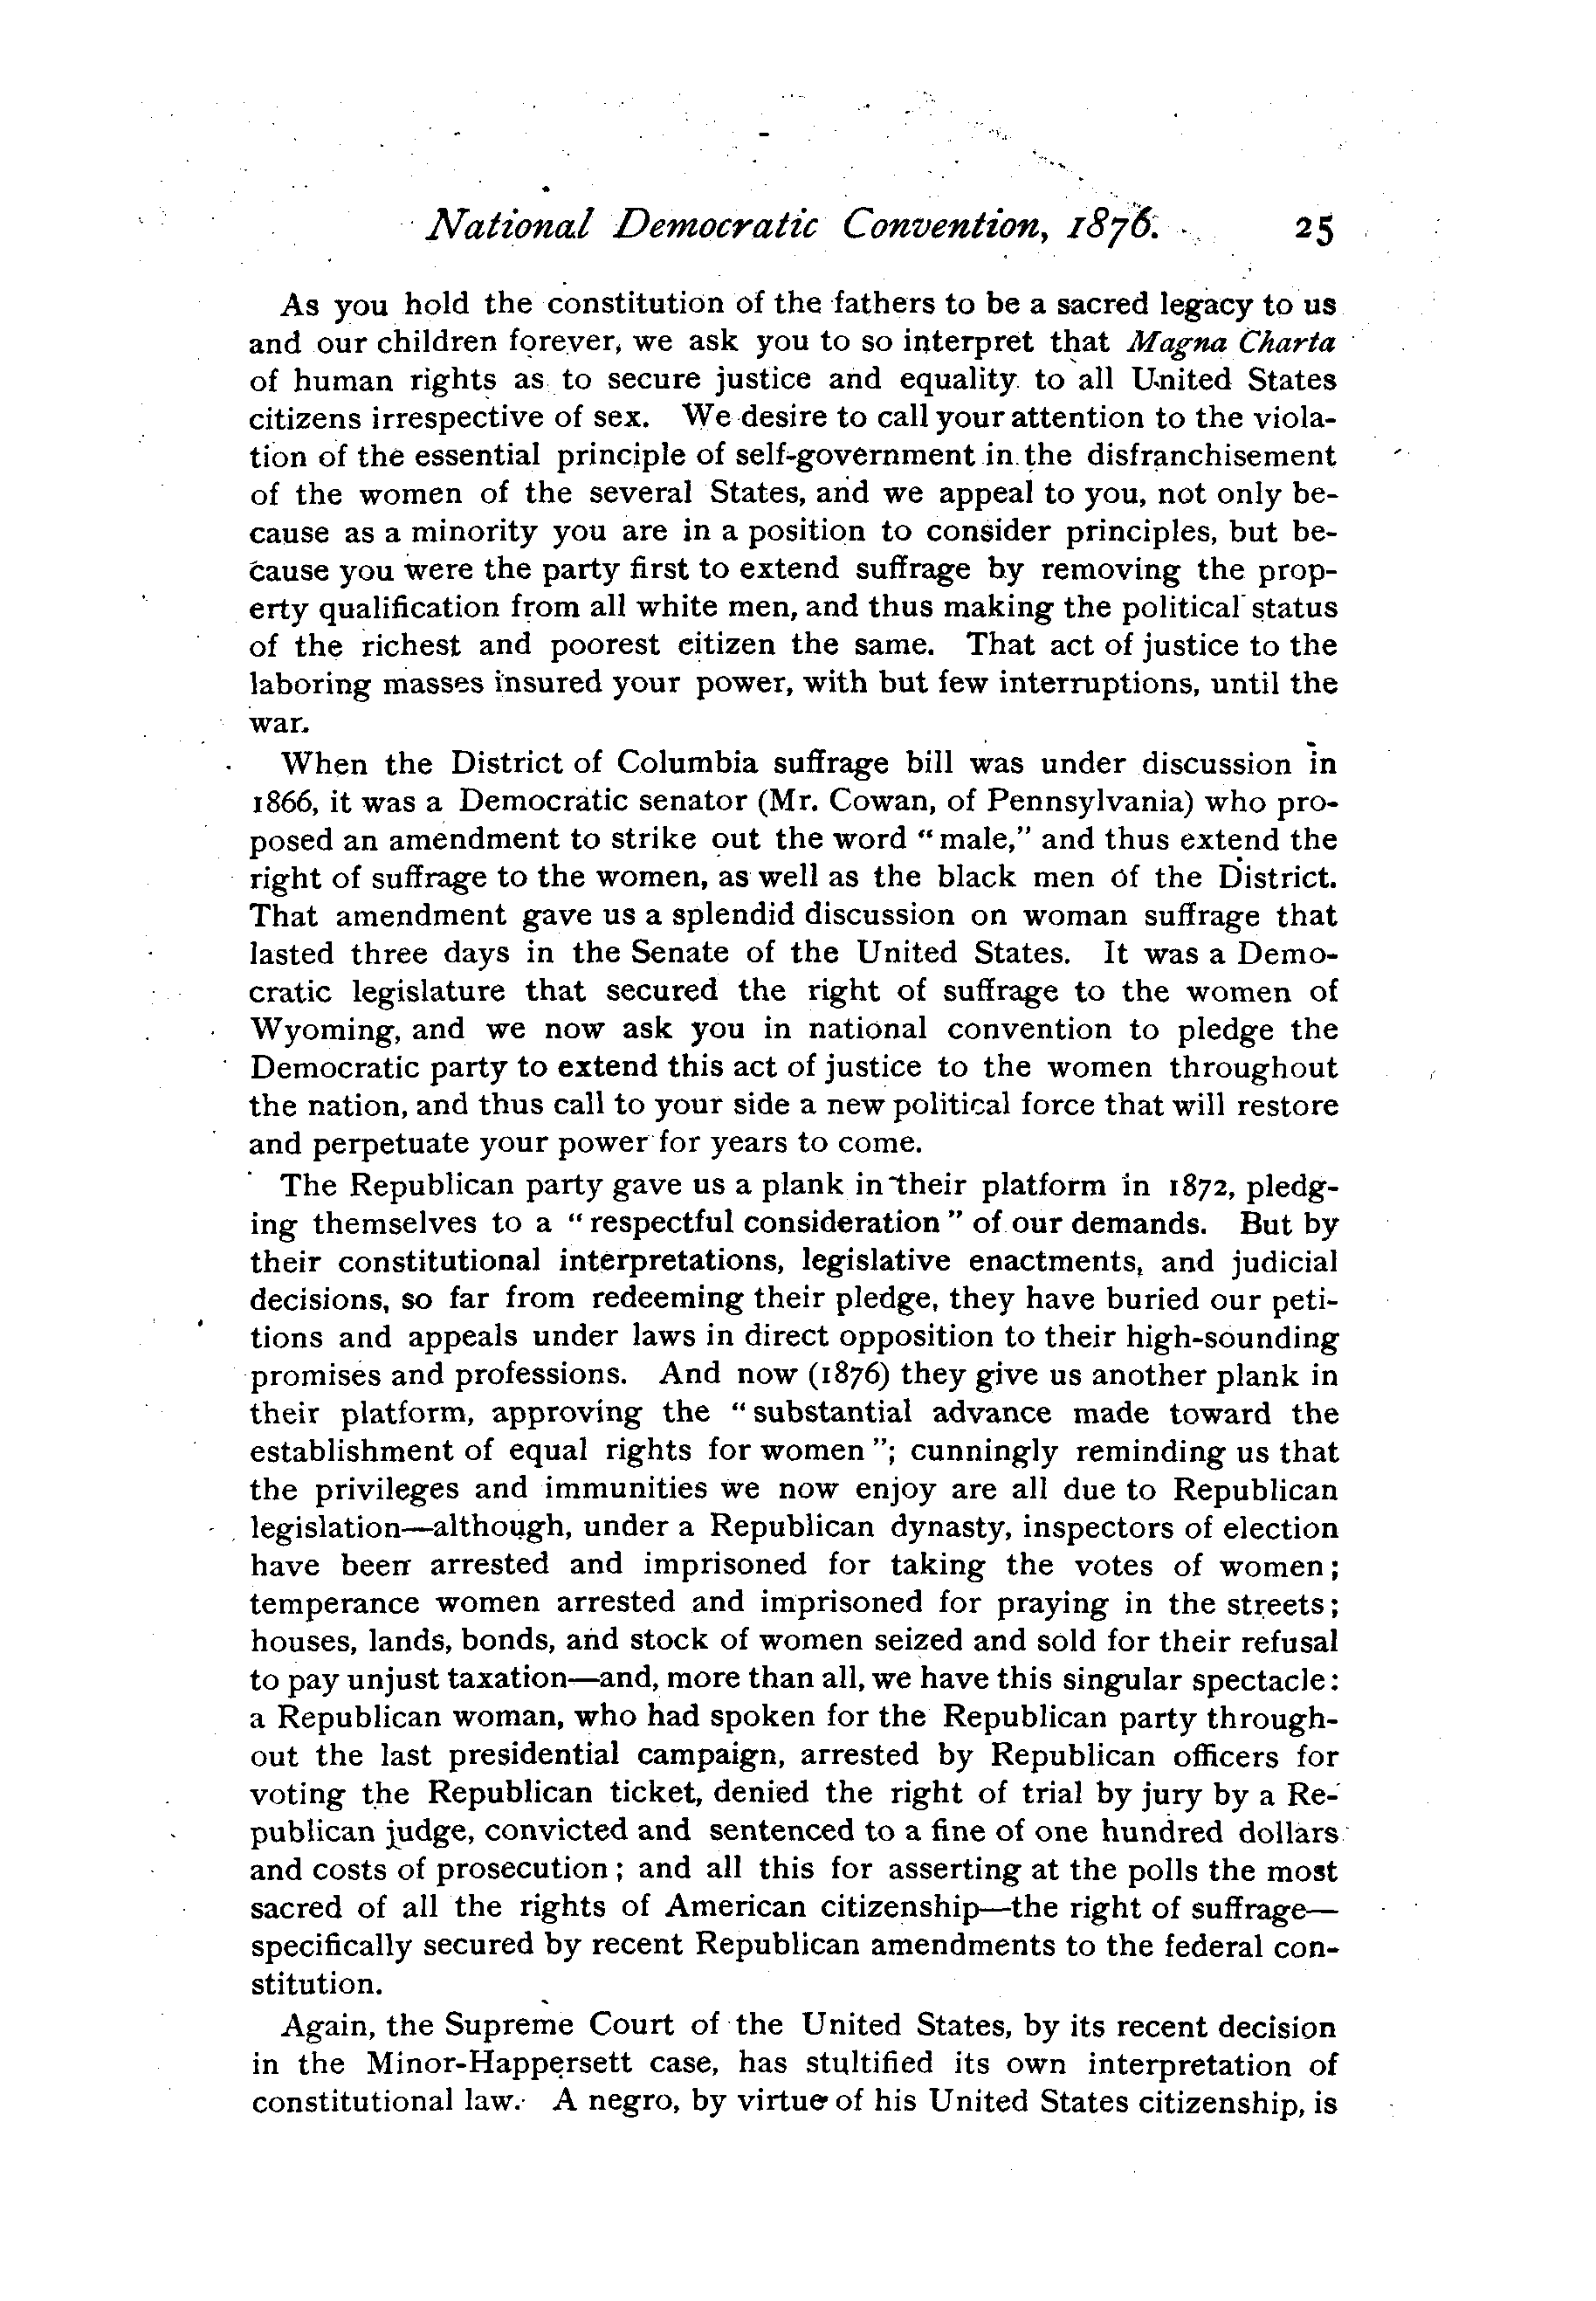 National Democratic Convention, 1876. 25
As you hold the constitution of the fathers to be a sacred legacy to us
and our children forever, we ask you to so interpret that Magna Charta
of human rights as to secure justice and equality to all United States
citizens irrespective of sex. We desire to call your attention to the viola-
tion of the essential principle of self-government in the disfranchisement
of the women of the several States, and we appeal to you, not only be-
cause as a minority you are in a position to consider principles, but be-
cause you were the party first to extend suffrage by removing the prop-
erty qualification from all white men, and thus making the political status
of the richest and poorest citizen the same. That act of justice to the
laboring masses insured your power, with but few interruptions, until the
war.
When the District of Columbia suffrage bill was under discussion in
1866, it was a Democratic senator (Mr. Cowan, of Pennsylvania) who pro-
posed an amendment to strike out the word “male,” and thus extend the
right of suffrage to the women, as well as the black men of the District.
That amendment gave us a splendid discussion on woman suffrage that
lasted three days in the Senate of the United States. It was a Demo-
cratic legislature that secured the right of suffrage to the women of
Wyoming, and we now ask you in national convention to pledge the
Democratic party to extend this act of justice to the women throughout
the nation, and thus call to your side a new political force that will restore
and perpetuate your power for years to come.
The Republican party gave us a plank in their platform in 1872, pledg-
ing themselves to a “respectful consideration” of our demands. But by
their constitutional interpretations, legislative enactments, and judicial
decisions, so far from redeeming their pledge, they have buried our peti-
tions and appeals under laws in direct opposition to their high-sounding
promises and professions. And now (1876) they give us another plank in
their platform, approving the “substantial advance made toward the
establishment of equal rights for women”; cunningly reminding us that
the privileges and immunities we now enjoy are all due to Republican
legislation—although, under a Republican dynasty, inspectors of election
have been arrested and imprisoned for taking the votes of women;
temperance women arrested and imprisoned for praying in the streets;
houses, lands, bonds, and stock of women seized and sold for their refusal
to pay unjust taxation—and, more than all, we have this singular spectacle:
a Republican woman, who had spoken for the Republican party through-
out the last presidential campaign, arrested by Republican officers for
voting the Republican ticket, denied the right of trial by jury by a Re-
publican judge, convicted and sentenced to a fine of one hundred dollars
and costs of prosecution; and all this for asserting at the polls the most
sacred of all the rights of American citizenship—the right of suffrage—
specifically secured by recent Republican amendments to the federal con-
stitution.
Again, the Supreme Court of the United States, by its recent decision
in the Minor-Happersett case, has stultified its own interpretation of
constitutional law. A negro, by virtue of his United States citizenship, is